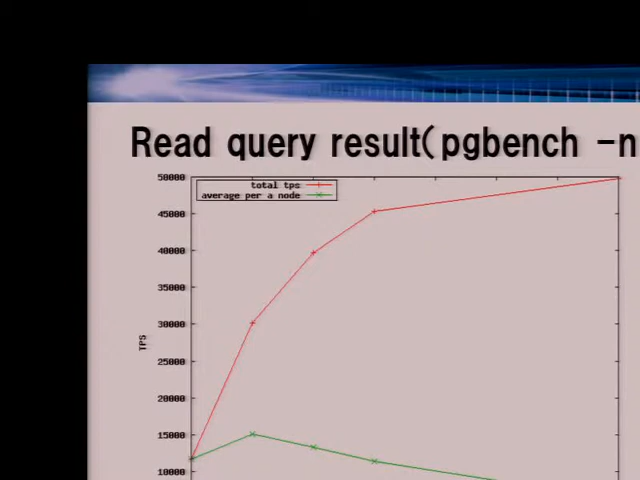 Read query result(pgbench -n
50000
total tps
average per a node
45000
40000
35000
30000
TPS
25000
20000
15000
10000